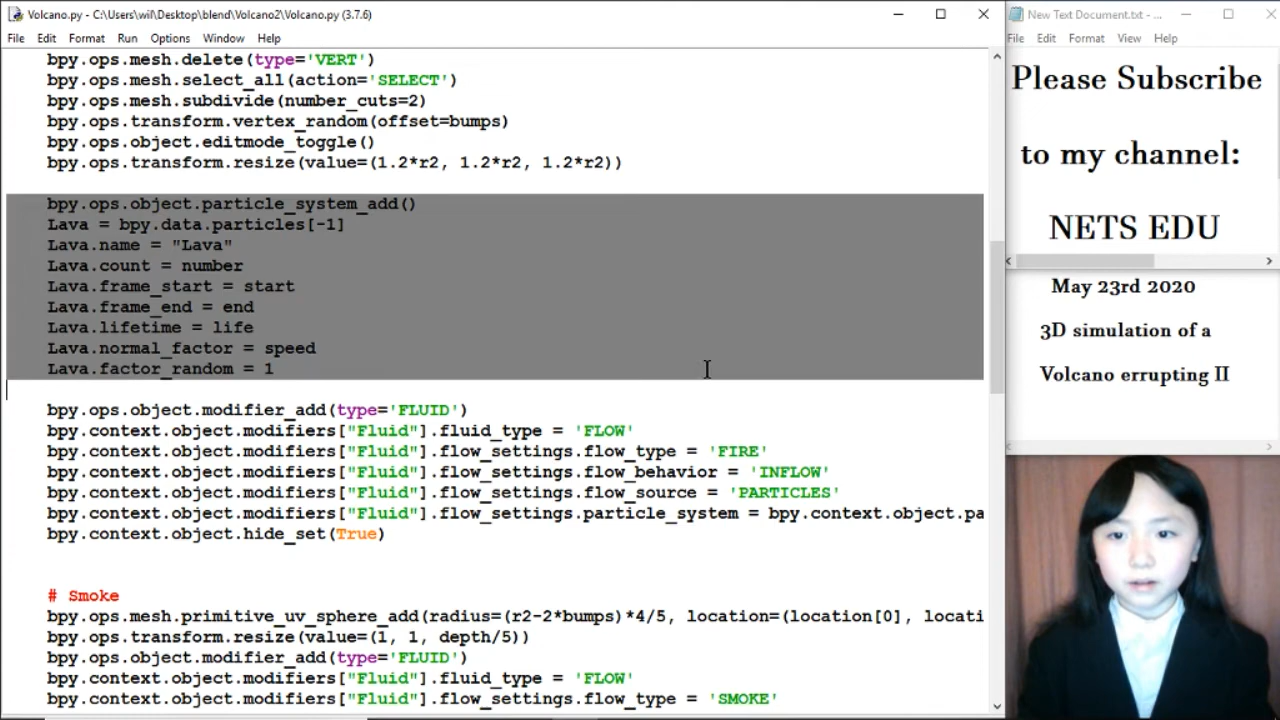 Volcano.py - C:\Users\wil\Desktop\blend\Volcano2\Volcano.py (3.7.6)
File Edit Format Run Options Window Help
bpy.ops.mesh.delete(type='VERT')
bpy.ops.mesh.select_all(action='SELECT')
bpy.ops.mesh.subdivide(number_cuts=2)
bpy.ops.transform.vertex_random(offset=bumps)
bpy.ops.object.editmode_toggle()
bpy.ops.transform.resize(value=(1.2*r2, 1.2*r2, 1.2*r2))
bpy.ops.object.particle_system_add()
Lava = bpy.data.particles[-1]
Lava.name = "Lava"
Lava.count = number
Lava.frame_start = start
Lava.frame_end = end
Lava.lifetime = life
Lava.normal_factor = speed
Lava.factor_random = 1
bpy.ops.object.modifier_add(type='FLUID')
bpy.context.object.modifiers["Fluid"].fluid_type = 'FLOW'
bpy.context.object.modifiers["Fluid"].flow_settings.flow_type = 'FIRE'
bpy.context.object.modifiers["Fluid"].flow_settings.flow_behavior = 'INFLOW'
bpy.context.object.modifiers["Fluid"].flow_settings.flow_source = 'PARTICLES'
bpy.context.object.modifiers["Fluid"].flow_settings.particle_system = bpy.context.object.pa
bpy.context.object.hide_set(True)
# Smoke
bpy.ops.mesh.primitive_uv_sphere_add(radius=(r2-2*bumps)*4/5, location=(location[0], locati
bpy.ops.transform.resize(value=(1, 1, depth/5))
bpy.ops.object.modifier_add(type='FLUID')
bpy.context.object.modifiers["Fluid"].fluid_type = 'FLOW'
bpy.context.object.modifiers["Fluid"].flow_settings.flow_type = 'SMOKE'
New Text Document.txt - ...
File Edit Format View Help
Please Subscribe
to my channel:
NETS EDU
May 23rd 2020
3D simulation of a
Volcano errupting II